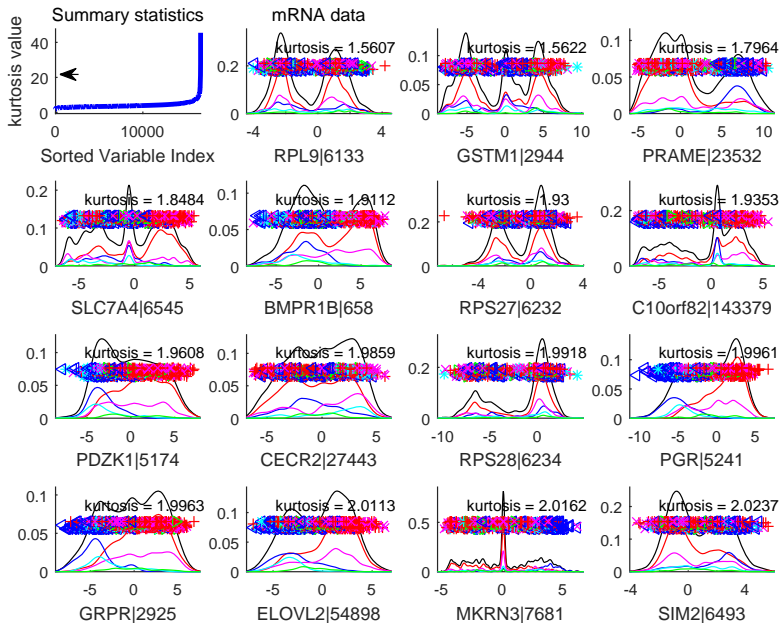 Summary statistics
mRNA data
kurtosis value
40
20
0
0
10000
Sorted Variable Index
kurtosis = 1.5607
0.2
0
-4
0
4
RPL9|6133
kurtosis = 1.5622
0.1
0.05
0
-5
0
5
10
GSTM1|2944
kurtosis = 1.7964
0.1
0.05
0
-5
0
5
10
PRAME|23532
kurtosis = 1.8484
0.2
0.1
0
-5
0
5
SLC7A4|6545
kurtosis = 1.9112
0.1
0
-5
0
5
BMPR1B|658
kurtosis = 1.93
0.2
0
-4
0
4
RPS27|6232
kurtosis = 1.9353
0.2
0.1
0
-5
0
5
C10orf82|143379
kurtosis = 1.9608
0.1
0.05
0
-5
0
5
PDZK1|5174
kurtosis = 1.9859
0.1
0.05
0
-5
0
5
CECR2|27443
kurtosis = 1.9918
0.2
0
-10
-5
0
5
RPS28|6234
kurtosis = 1.9961
0.1
0.05
0
-10
-5
0
5
PGR|5241
kurtosis = 1.9963
0.1
0.05
0
-5
0
5
GRPR|2925
kurtosis = 2.0113
0.1
0
-5
0
5
ELOVL2|54898
kurtosis = 2.0162
0.5
0
-5
0
5
MKRN3|7681
kurtosis = 2.0237
0.2
0.1
0
-4
0
4
SIM2|6493